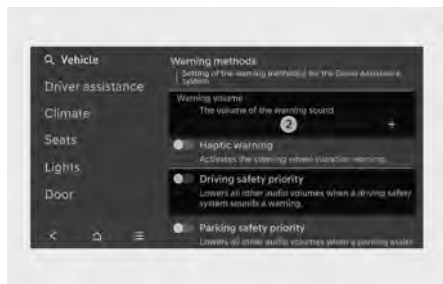 Vehicle
Driver assistance
Climate
Seats
Lights
Door
Warning methods
Setting of the warning method(s) for the Driver Assistance
system
Warning volume
The volume of the warning sound
2
+
Haptic warning
Activates the steering wheel vibration warning.
Driving safety priority
Lowers all other audio volumes when a driving safety
system sounds a warning.
Parking safety priority
Lowers all other audio volumes when a parking assist